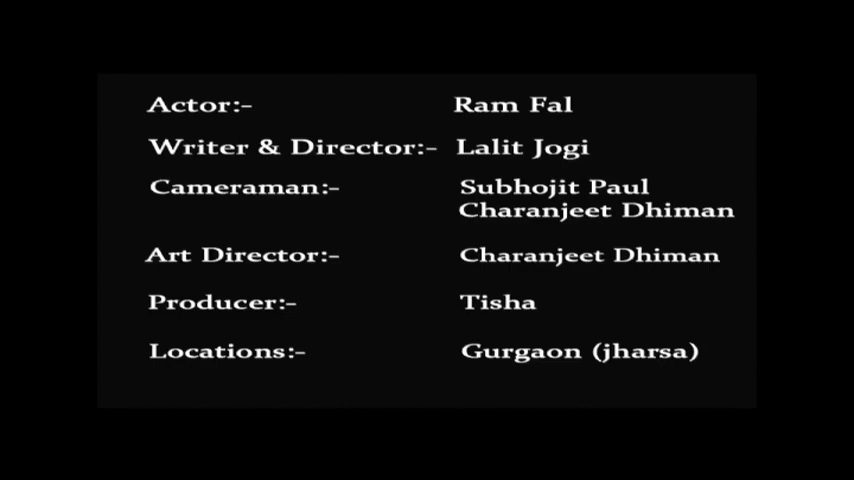 Actor:- Ram Fal
Writer & Director:- Lalit Jogi
Cameraman:- Subhojit Paul
Charanjeet Dhiman
Art Director:- Charanjeet Dhiman
Producer:- Tisha
Locations:- Gurgaon (jharsa)